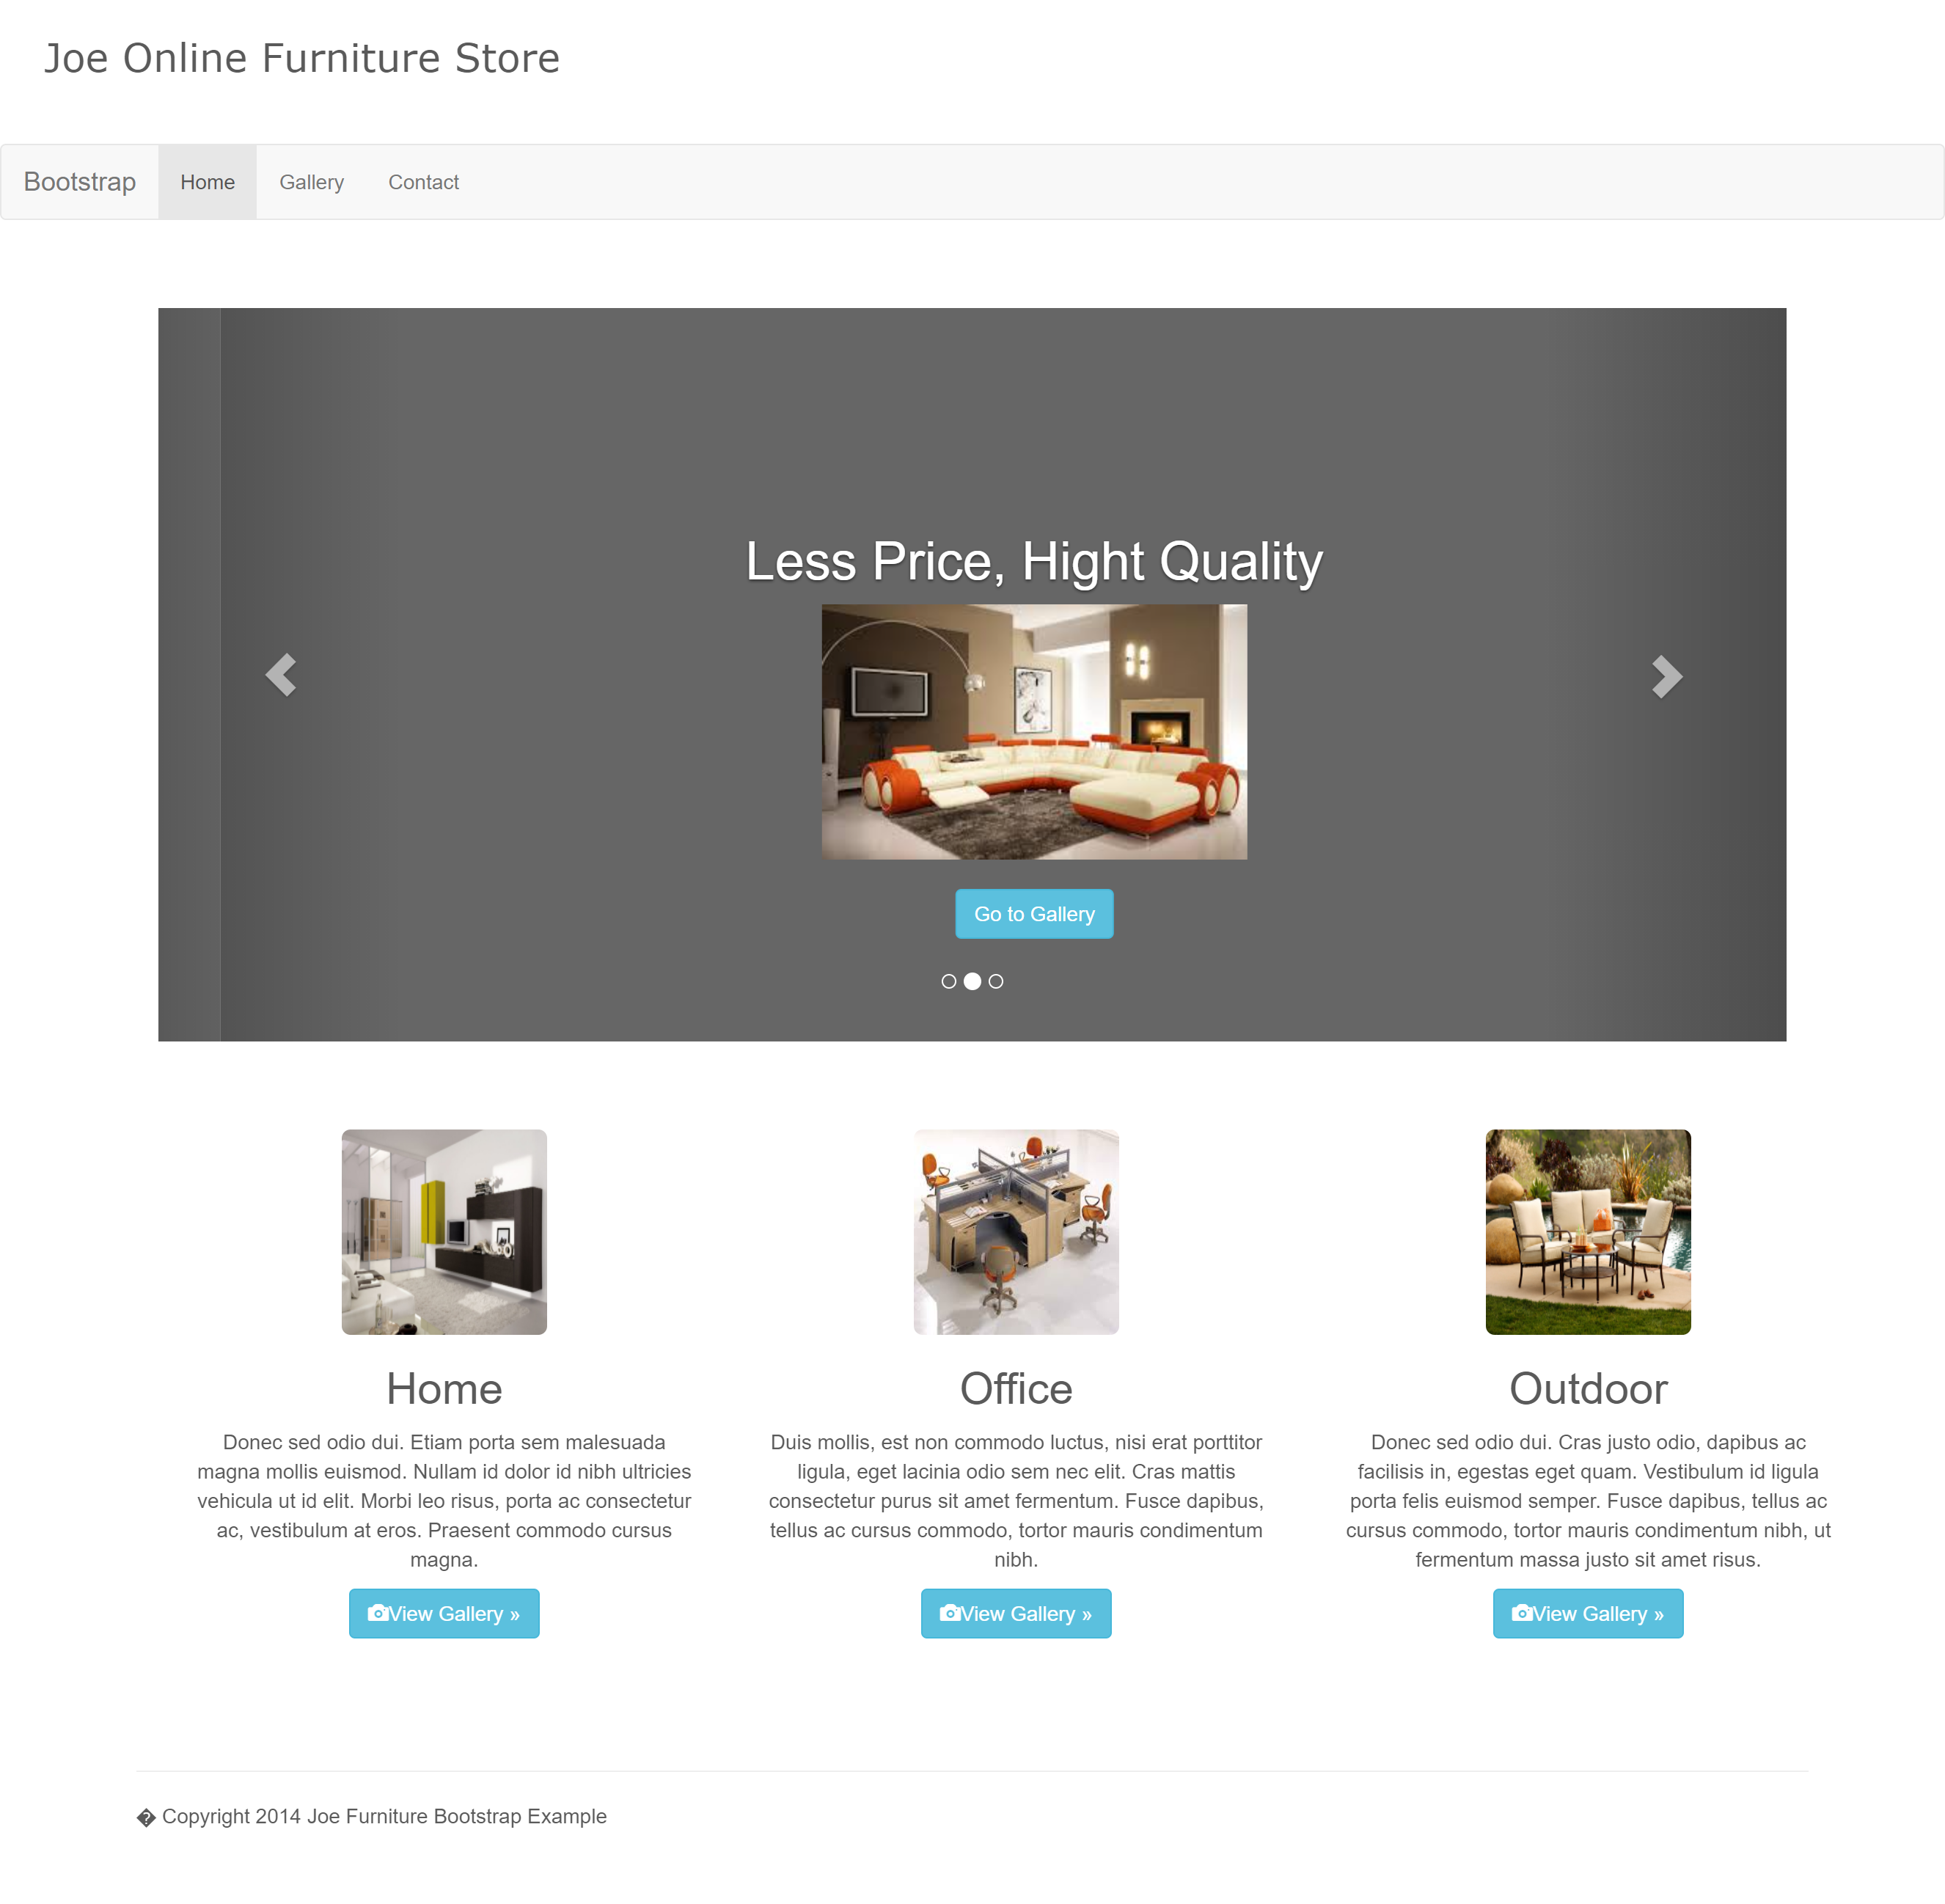 Joe Online Furniture Store
Bootstrap Home Gallery Contact
Less Price, Hight Quality
Go to Gallery
Home
Donec sed odio dui. Etiam porta sem malesuada
magna mollis euismod. Nullam id dolor id nibh ultricies
vehicula ut id elit. Morbi leo risus, porta ac consectetur
ac, vestibulum at eros. Praesent commodo cursus
magna.
View Gallery »
Office
Duis mollis, est non commodo luctus, nisi erat porttitor
ligula, eget lacinia odio sem nec elit. Cras mattis
consectetur purus sit amet fermentum. Fusce dapibus,
tellus ac cursus commodo, tortor mauris condimentum
nibh.
View Gallery »
Outdoor
Donec sed odio dui. Cras justo odio, dapibus ac
facilisis in, egestas eget quam. Vestibulum id ligula
porta felis euismod semper. Fusce dapibus, tellus ac
cursus commodo, tortor mauris condimentum nibh, ut
fermentum massa justo sit amet risus.
View Gallery »
� Copyright 2014 Joe Furniture Bootstrap Example